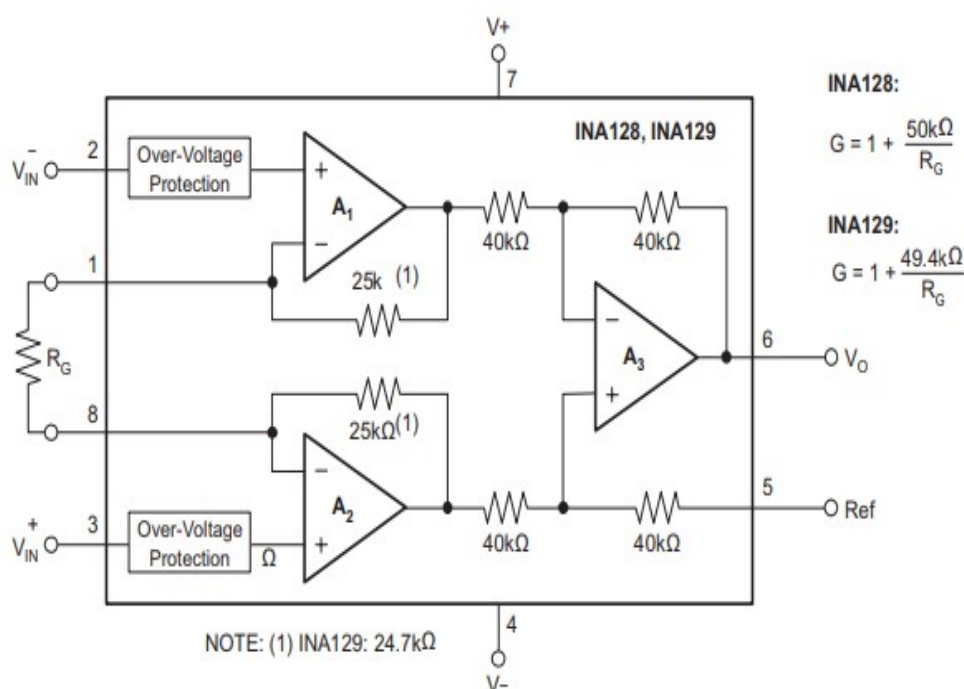 V+
7
INA128:
G = 1 + 50kΩ / R_G
INA129:
G = 1 + 49.4kΩ / R_G
INA128, INA129
2
V⁻_IN
Over-Voltage
Protection
+
A₁
−
40kΩ
40kΩ
1
25k (1)
R_G
−
A₃
+
6
V_O
8
25kΩ(1)
−
A₂
+
5
Ref
3
V⁺_IN
Over-Voltage
Protection
Ω
40kΩ
40kΩ
4
NOTE: (1) INA129: 24.7kΩ
V−